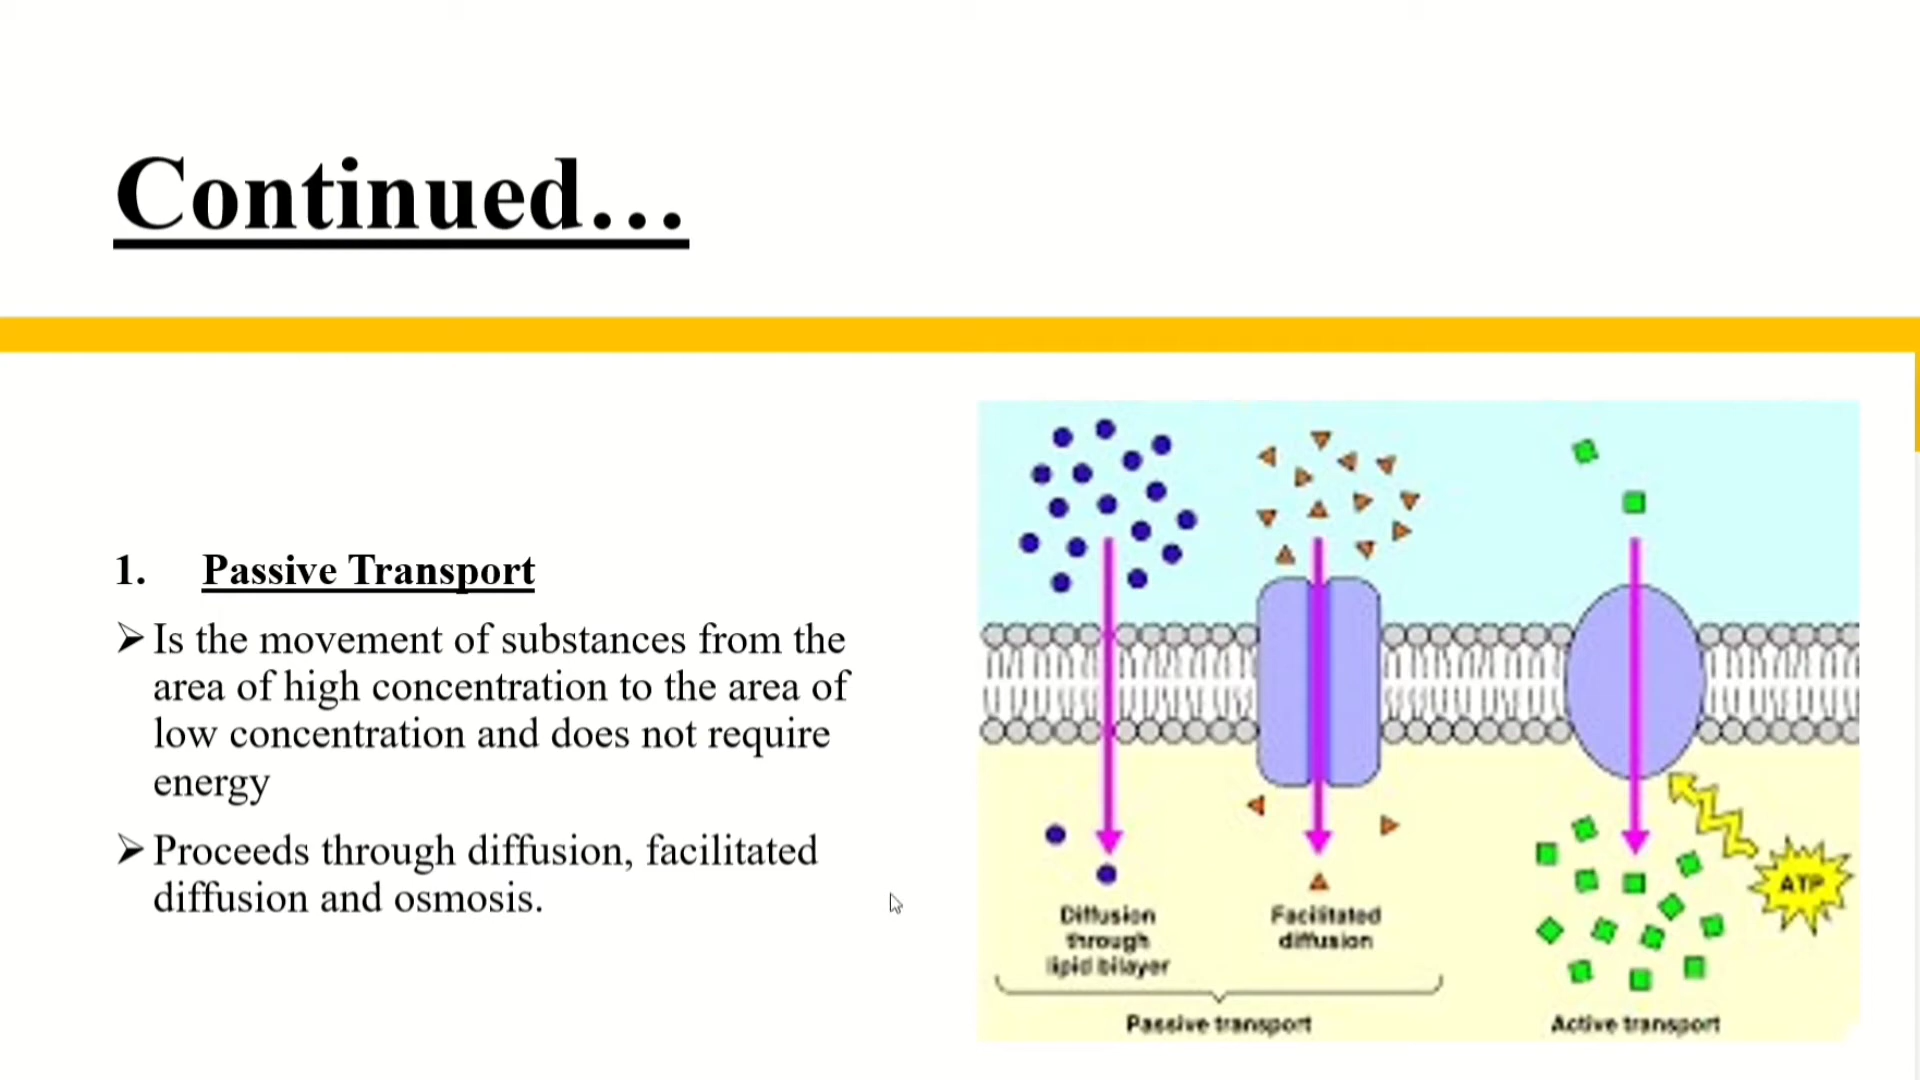 Continued…
1. Passive Transport
➢ Is the movement of substances from the
area of high concentration to the area of
low concentration and does not require
energy
➢ Proceeds through diffusion, facilitated
diffusion and osmosis.
ATP
Diffusion
through
lipid bilayer
Facilitated
diffusion
Passive transport
Active transport